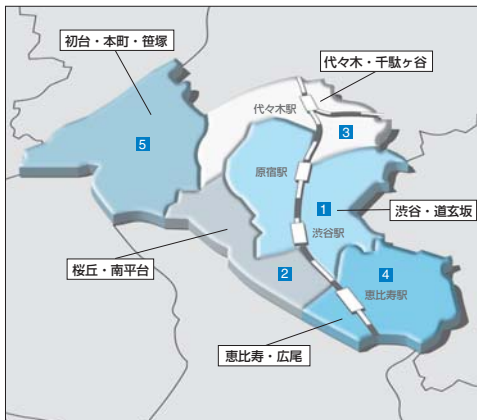 初台・本町・笹塚
代々木・千駄ヶ谷
代々木駅
3
5
原宿駅
1
渋谷・道玄坂
渋谷駅
桜丘・南平台
2
4
恵比寿駅
恵比寿・広尾